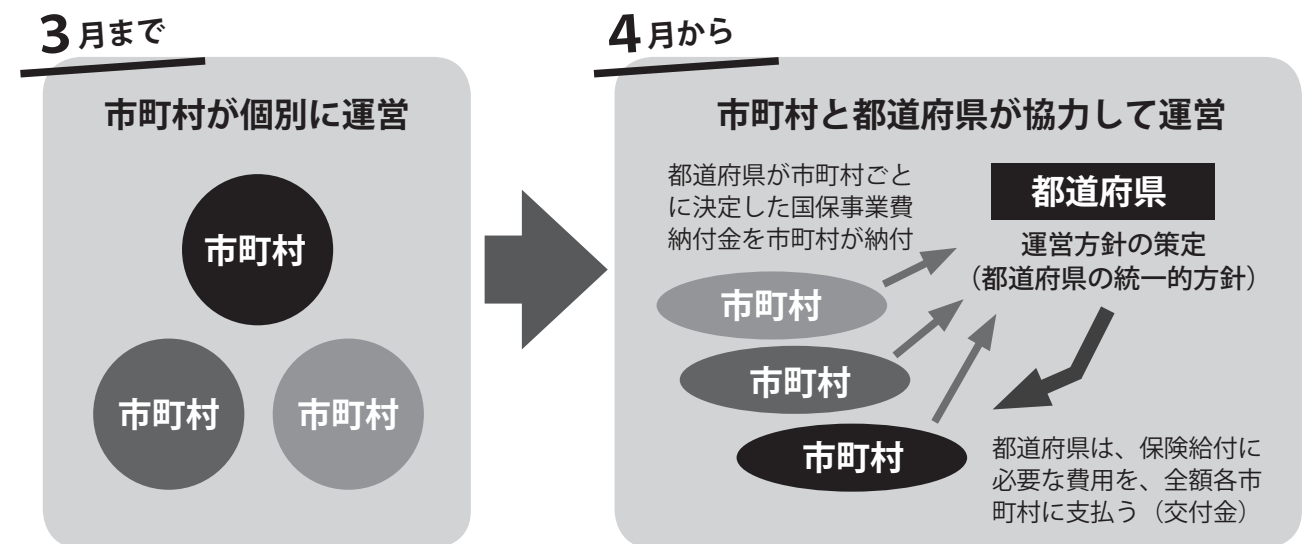 3月まで
市町村が個別に運営
市町村
市町村
市町村
4月から
市町村と都道府県が協力して運営
都道府県が市町村ごと
に決定した国保事業費
納付金を市町村が納付
都道府県
運営方針の策定
（都道府県の統一的方針）
市町村
市町村
市町村
都道府県は、保険給付に
必要な費用を、全額各市
町村に支払う（交付金）